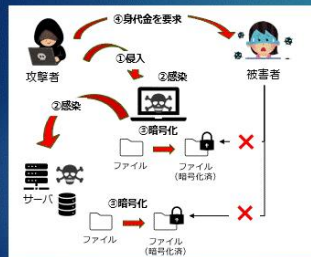 ④身代金を要求
①侵入
攻撃者
②感染
被害者
②感染
③暗号化
ファイル
ファイル
(暗号化済)
サーバ
③暗号化
ファイル
ファイル
(暗号化済)